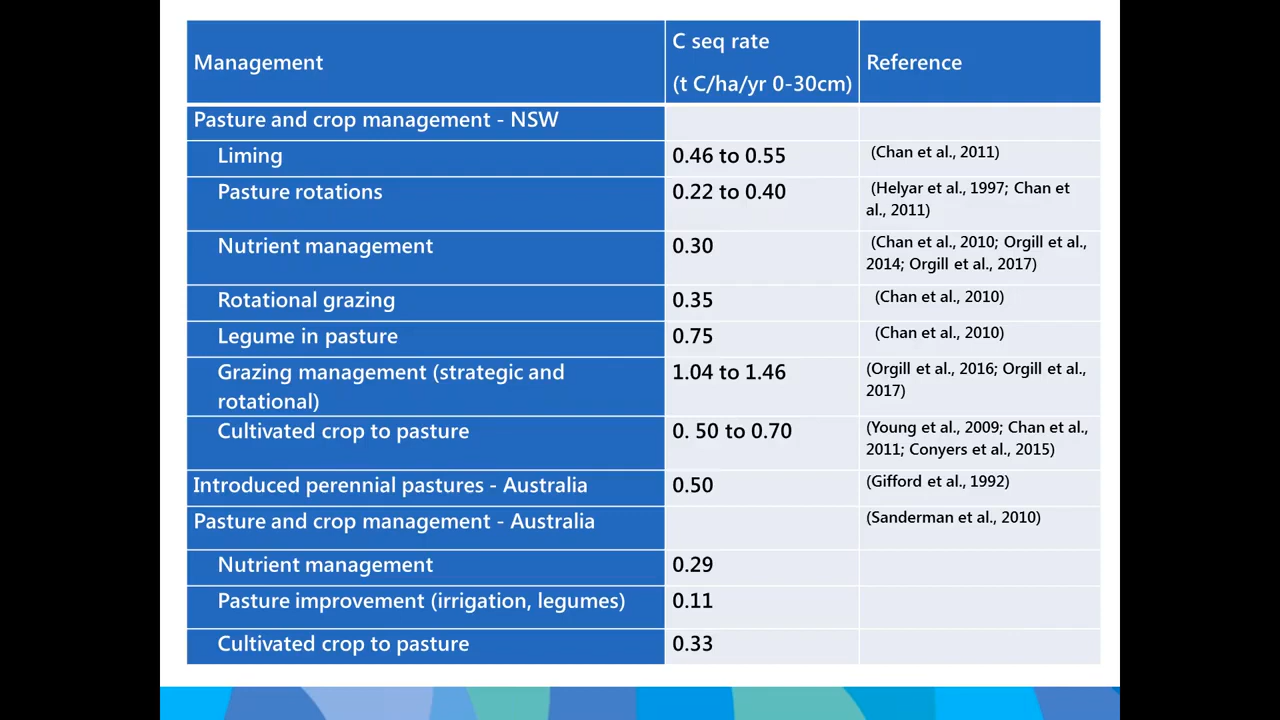 Management
C seq rate
(t C/ha/yr 0-30cm)
Reference
Pasture and crop management - NSW
Liming
0.46 to 0.55
(Chan et al., 2011)
Pasture rotations
0.22 to 0.40
(Helyar et al., 1997; Chan et
al., 2011)
Nutrient management
0.30
(Chan et al., 2010; Orgill et al.,
2014; Orgill et al., 2017)
Rotational grazing
0.35
(Chan et al., 2010)
Legume in pasture
0.75
(Chan et al., 2010)
Grazing management (strategic and
rotational)
1.04 to 1.46
(Orgill et al., 2016; Orgill et al.,
2017)
Cultivated crop to pasture
0. 50 to 0.70
(Young et al., 2009; Chan et al.,
2011; Conyers et al., 2015)
Introduced perennial pastures - Australia
0.50
(Gifford et al., 1992)
Pasture and crop management - Australia
(Sanderman et al., 2010)
Nutrient management
0.29
Pasture improvement (irrigation, legumes)
0.11
Cultivated crop to pasture
0.33